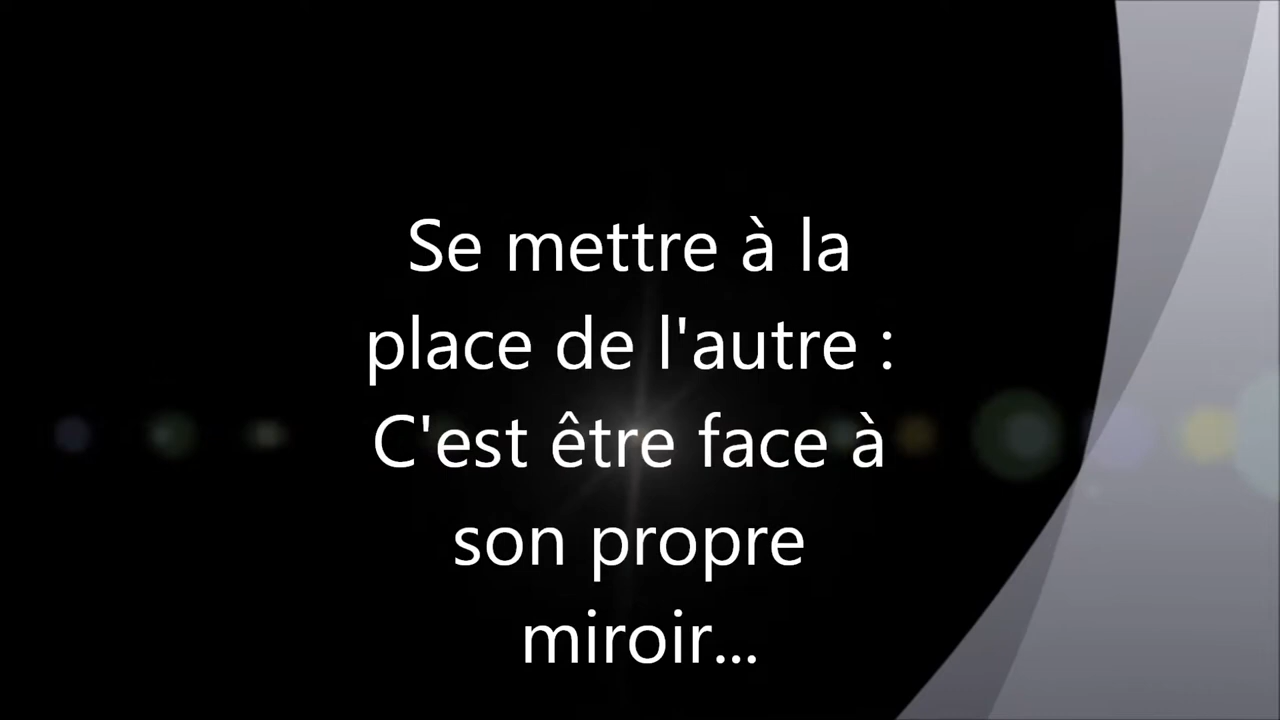 Se mettre à la
place de l'autre :
C'est être face à
son propre
miroir...